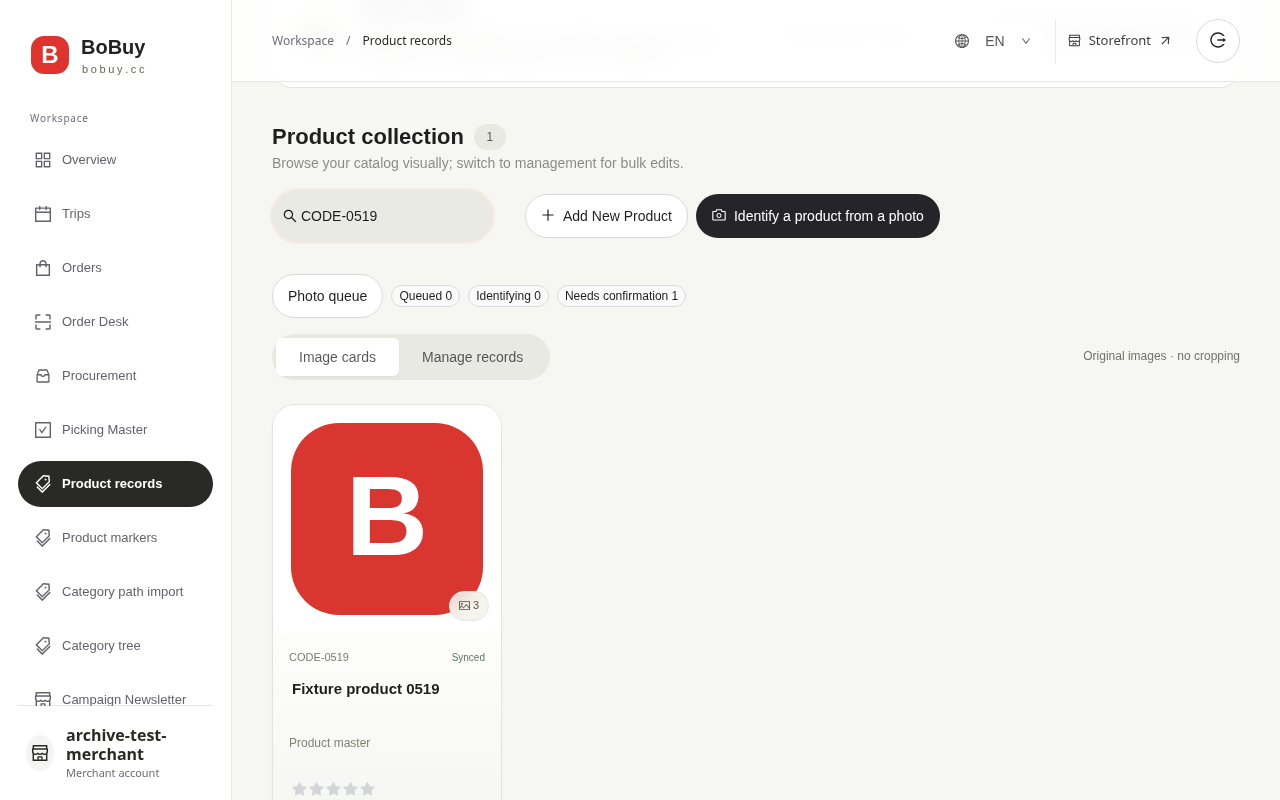 B BoBuy
bobuy.cc
Workspace
Overview
Trips
Orders
Order Desk
Procurement
Picking Master
Product records
Product markers
Category path import
Category tree
Campaign Newsletter
archive-test-
merchant
Merchant account
Workspace / Product records
EN
Storefront
Product collection 1
Browse your catalog visually; switch to management for bulk edits.
CODE-0519
Add New Product
Identify a product from a photo
Photo queue
Queued 0
Identifying 0
Needs confirmation 1
Image cards
Manage records
Original images · no cropping
B
3
CODE-0519
Synced
Fixture product 0519
Product master